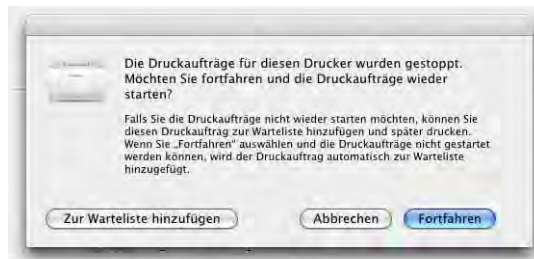 Die Druckaufträge für diesen Drucker wurden gestoppt.
Möchten Sie fortfahren und die Druckaufträge wieder
starten?
Falls Sie die Druckaufträge nicht wieder starten möchten, können Sie
diesen Druckauftrag zur Warteliste hinzufügen und später drucken.
Wenn Sie „Fortfahren“ auswählen und die Druckaufträge nicht gestartet
werden können, wird der Druckauftrag automatisch zur Warteliste
hinzugefügt.
Zur Warteliste hinzufügen Abbrechen Fortfahren